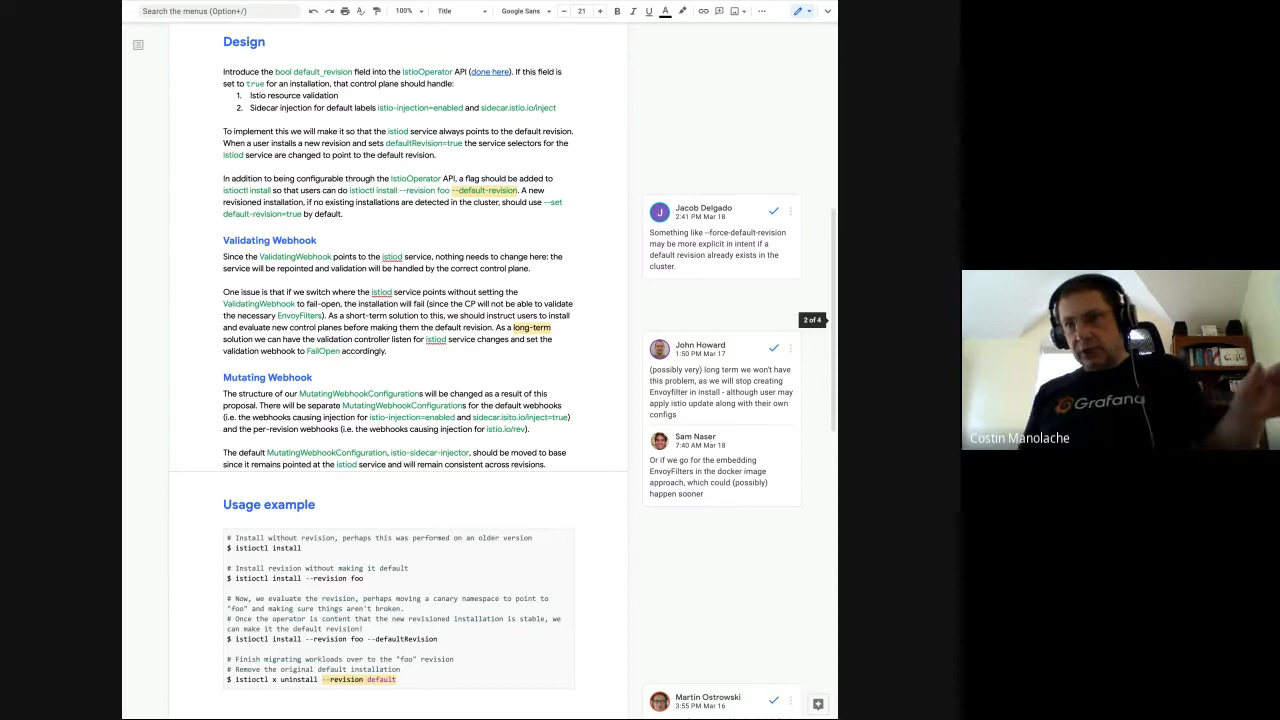 Search the menus (Option+/)
100%
Title
Google Sans
21
B I U A
Design
Introduce the bool default_revision field into the IstioOperator API (done here). If this field is
set to true for an installation, that control plane should handle:
1. Istio resource validation
2. Sidecar injection for default labels istio-injection=enabled and sidecar.istio.io/inject
To implement this we will make it so that the istiod service always points to the default revision.
When a user installs a new revision and sets defaultRevision=true the service selectors for the
istiod service are changed to point to the default revision.
In addition to being configurable through the IstioOperator API, a flag should be added to
istioctl install so that users can do istioctl install --revision foo --default-revision. A new
revisioned installation, if no existing installations are detected in the cluster, should use --set
default-revision=true by default.
Validating Webhook
Since the ValidatingWebhook points to the istiod service, nothing needs to change here: the
service will be repointed and validation will be handled by the correct control plane.
One issue is that if we switch where the istiod service points without setting the
ValidatingWebhook to fail-open, the installation will fail (since the CP will not be able to validate
the necessary EnvoyFilters). As a short-term solution to this, we should instruct users to install
and evaluate new control planes before making them the default revision. As a long-term
solution we can have the validation controller listen for istiod service changes and set the
validation webhook to FailOpen accordingly.
Mutating Webhook
The structure of our MutatingWebhookConfigurations will be changed as a result of this
proposal. There will be separate MutatingWebhookConfigurations for the default webhooks
(i.e. the webhooks causing injection for istio-injection=enabled and sidecar.isito.io/inject=true)
and the per-revision webhooks (i.e. the webhooks causing injection for istio.io/rev).
The default MutatingWebhookConfiguration, istio-sidecar-injector, should be moved to base
since it remains pointed at the istiod service and will remain consistent across revisions.
Usage example
# Install without revision, perhaps this was performed on an older version
$ istioctl install
# Install revision without making it default
$ istioctl install --revision foo
# Now, we evaluate the revision, perhaps moving a canary namespace to point to
"foo" and making sure things aren't broken.
# Once the operator is content that the new revisioned installation is stable, we
can make it the default revision!
$ istioctl install --revision foo --defaultRevision
# Finish migrating workloads over to the "foo" revision
# Remove the original default installation
$ istioctl x uninstall --revision default
J
Jacob Delgado
2:41 PM Mar 18
Something like --force-default-revision
may be more explicit in intent if a
default revision already exists in the
cluster.
2 of 4
John Howard
1:50 PM Mar 17
(possibly very) long term we won't have
this problem, as we will stop creating
Envoyfilter in install - although user may
apply istio update along with their own
configs
Sam Naser
7:40 AM Mar 18
Or if we go for the embedding
EnvoyFilters in the docker image
approach, which could (possibly)
happen sooner
Martin Ostrowski
3:55 PM Mar 16
Grafana
Costin Manolache